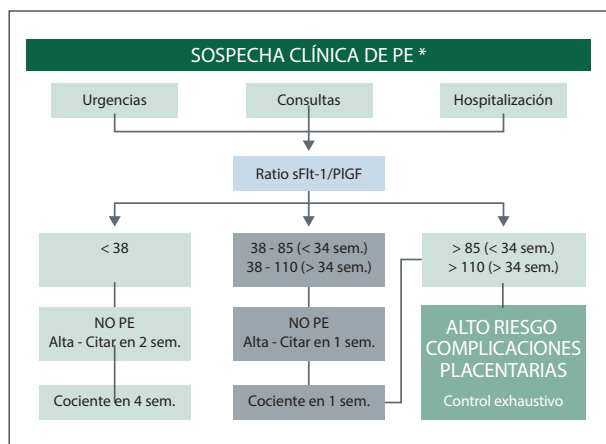 SOSPECHA CLÍNICA DE PE *
Urgencias
Consultas
Hospitalización
Ratio sFlt-1/PlGF
< 38
38 - 85 (< 34 sem.)
38 - 110 (> 34 sem.)
> 85 (< 34 sem.)
> 110 (> 34 sem.)
NO PE
Alta - Citar en 2 sem.
NO PE
Alta - Citar en 1 sem.
ALTO RIESGO
COMPLICACIONES
PLACENTARIAS
Control exhaustivo
Cociente en 4 sem.
Cociente en 1 sem.